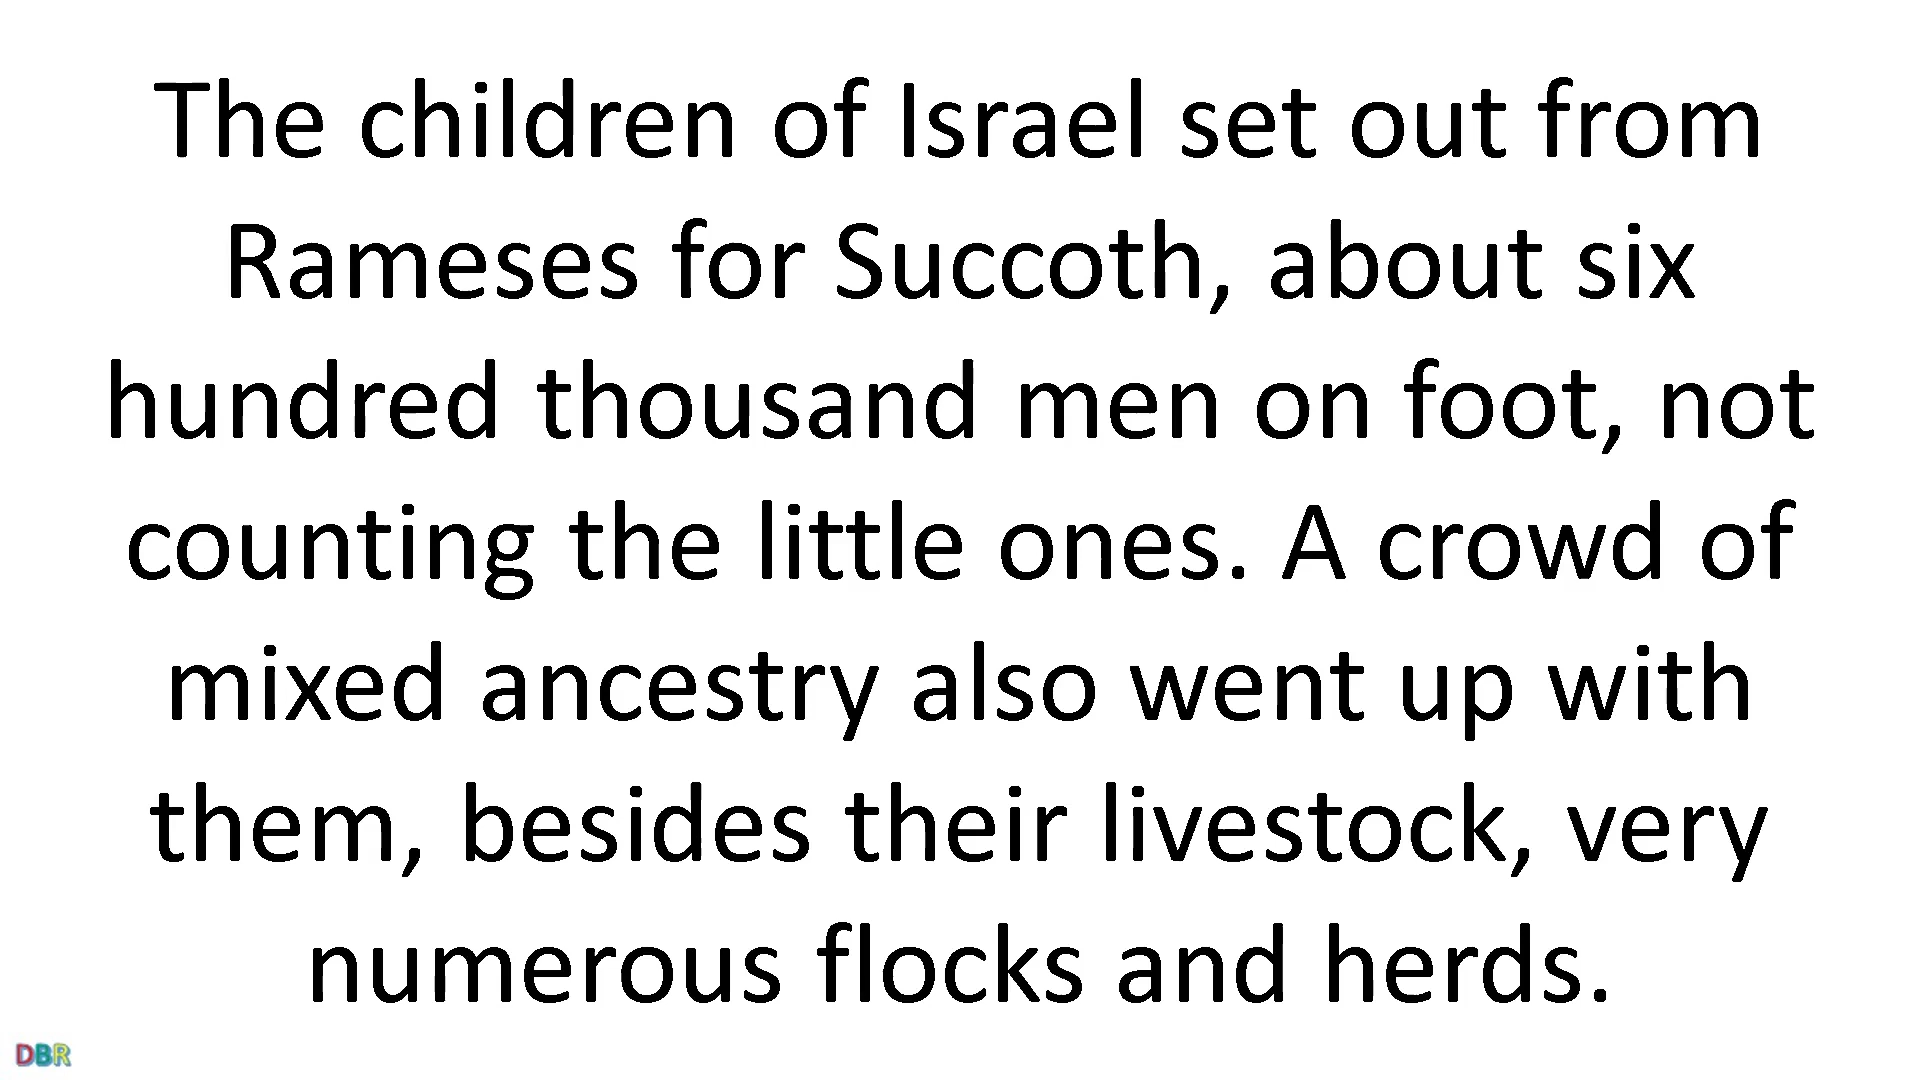 The children of Israel set out from
Rameses for Succoth, about six
hundred thousand men on foot, not
counting the little ones. A crowd of
mixed ancestry also went up with
them, besides their livestock, very
numerous flocks and herds.
DBR